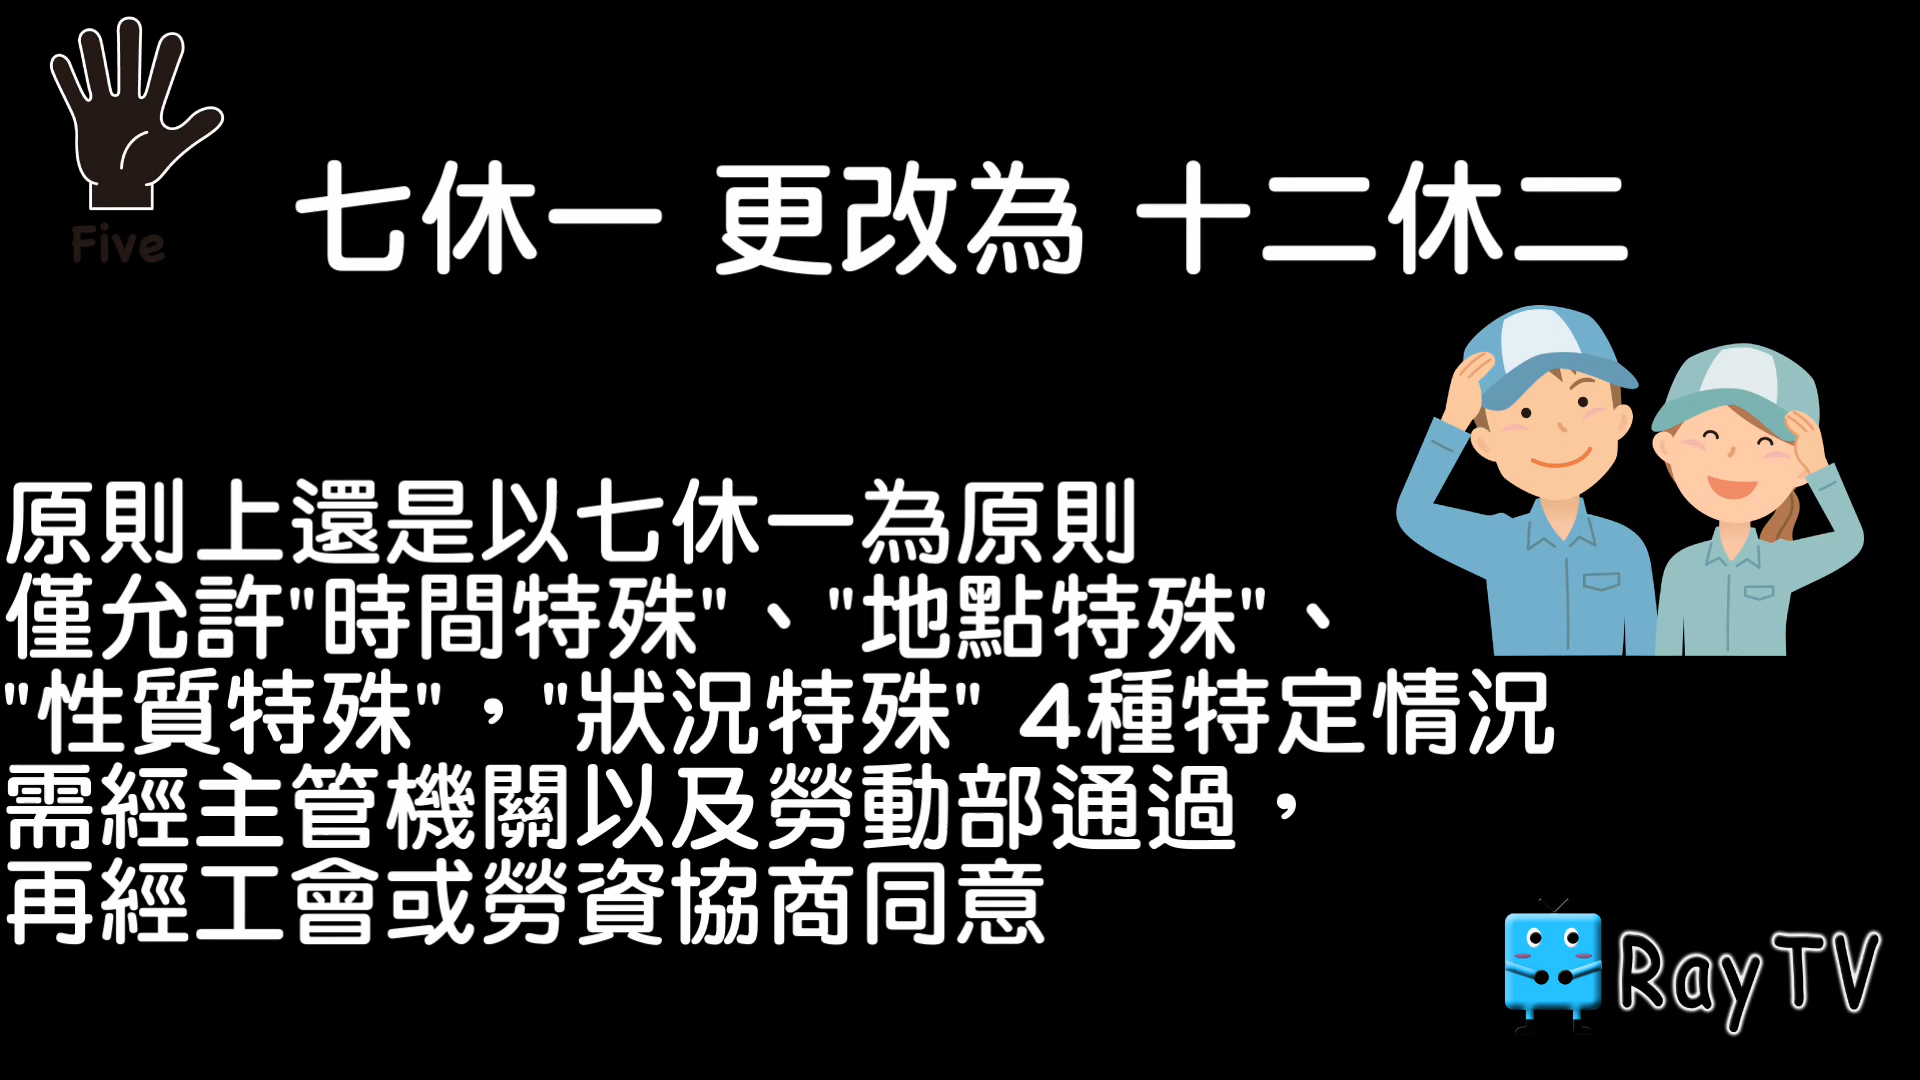 Five
七休一 更改為 十二休二
原則上還是以七休一為原則
僅允許"時間特殊"、"地點特殊"、
"性質特殊"，"狀況特殊" 4種特定情況
需經主管機關以及勞動部通過，
再經工會或勞資協商同意
RayTV